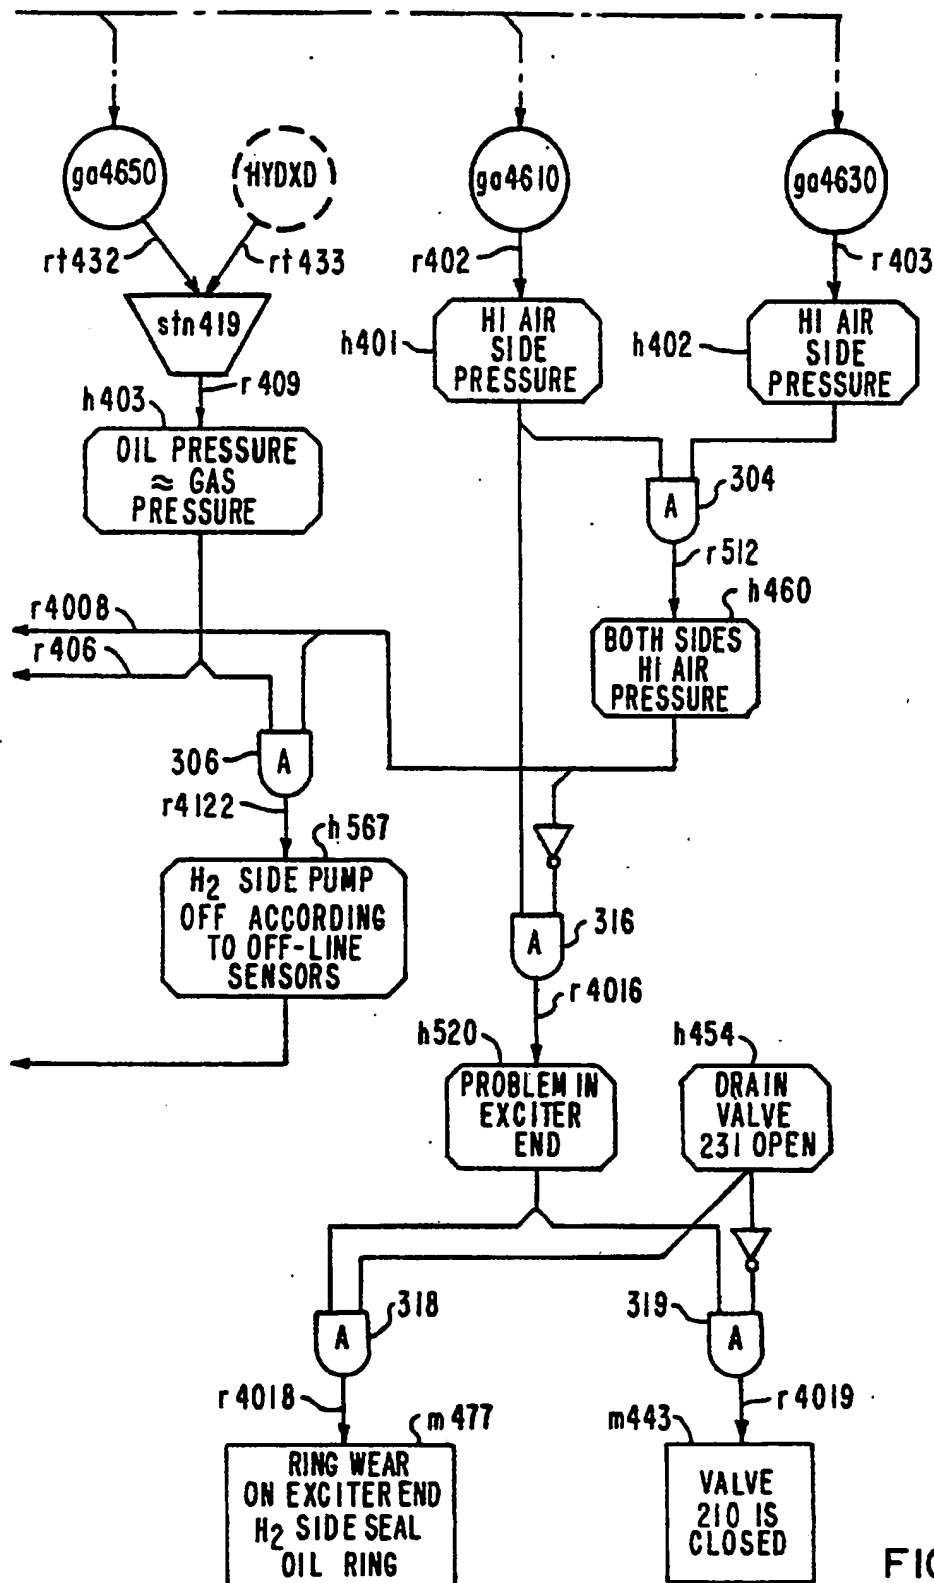 ga4650
HYDXD
ga4610
ga4630
rt432
rt433
r402
r403
stn419
h401
HI AIR
SIDE
PRESSURE
h402
HI AIR
SIDE
PRESSURE
r409
h403
OIL PRESSURE
≈ GAS
PRESSURE
A
304
r512
h460
r4008
r406
BOTH SIDES
HI AIR
PRESSURE
306
A
r4122
h567
H2 SIDE PUMP
OFF ACCORDING
TO OFF-LINE
SENSORS
A
316
r4016
h520
h454
PROBLEM IN
EXCITER
END
DRAIN
VALVE
231 OPEN
A
318
319
A
r4018
r4019
m477
m443
RING WEAR
ON EXCITER END
H2 SIDE SEAL
OIL RING
VALVE
210 IS
CLOSED